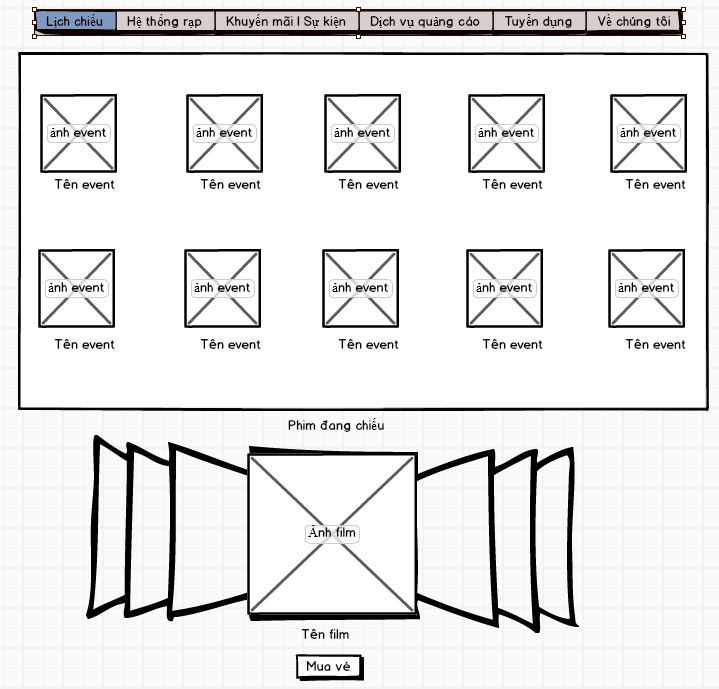 Lịch chiếu Hệ thống rạp Khuyến mãi | Sự kiện Dịch vụ quảng cáo Tuyển dụng Về chúng tôi
ảnh event ảnh event ảnh event ảnh event ảnh event
Tên event Tên event Tên event Tên event Tên event
ảnh event ảnh event ảnh event ảnh event ảnh event
Tên event Tên event Tên event Tên event Tên event
Phim đang chiếu
Ảnh film
Tên film
Mua vé